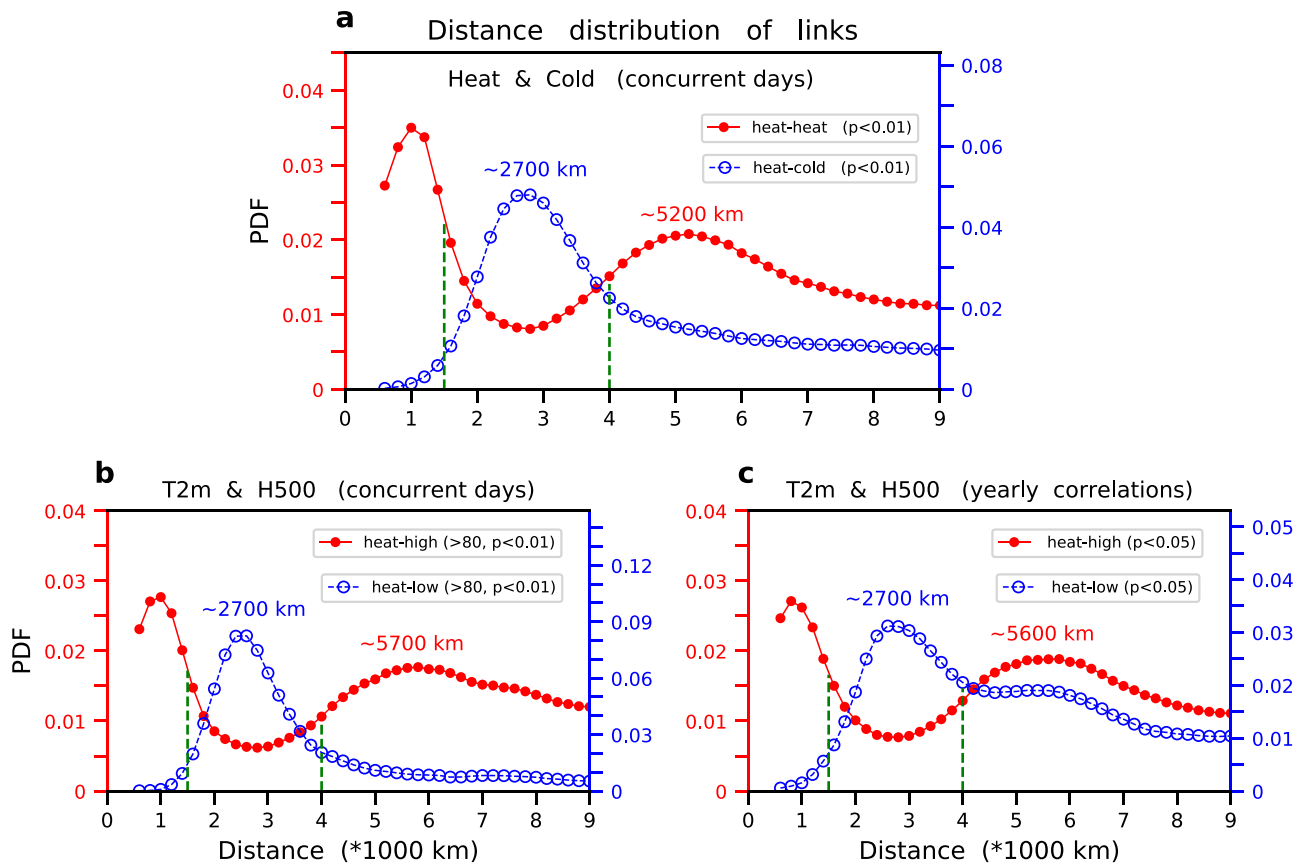 a
Distance distribution of links
Heat & Cold (concurrent days)
heat-heat (p<0.01)
heat-cold (p<0.01)
~2700 km
~5200 km
PDF
0.04
0.03
0.02
0.01
0
0.08
0.06
0.04
0.02
0
0 1 2 3 4 5 6 7 8 9
b
T2m & H500 (concurrent days)
heat-high (>80, p<0.01)
heat-low (>80, p<0.01)
~2700 km
~5700 km
PDF
0.04
0.03
0.02
0.01
0
0.12
0.09
0.06
0.03
0
0 1 2 3 4 5 6 7 8 9
Distance (*1000 km)
c
T2m & H500 (yearly correlations)
heat-high (p<0.05)
heat-low (p<0.05)
~2700 km
~5600 km
0.04
0.03
0.02
0.01
0
0.05
0.04
0.03
0.02
0.01
0
0 1 2 3 4 5 6 7 8 9
Distance (*1000 km)